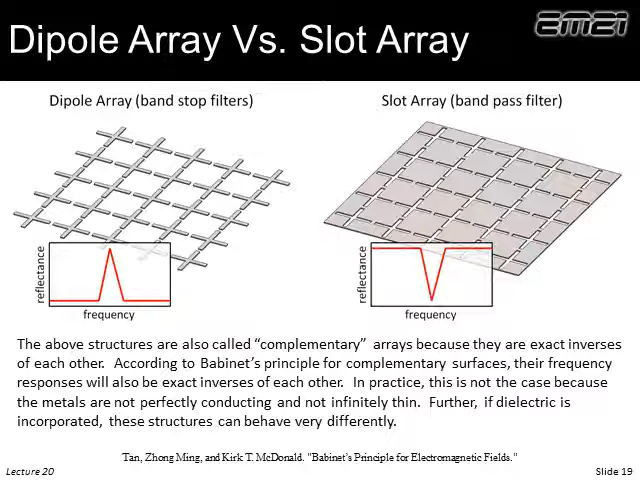 Dipole Array Vs. Slot Array
EM21
Dipole Array (band stop filters)
Slot Array (band pass filter)
reflectance
frequency
reflectance
frequency
The above structures are also called “complementary” arrays because they are exact inverses
of each other. According to Babinet’s principle for complementary surfaces, their frequency
responses will also be exact inverses of each other. In practice, this is not the case because
the metals are not perfectly conducting and not infinitely thin. Further, if dielectric is
incorporated, these structures can behave very differently.
Tan, Zhong Ming, and Kirk T. McDonald. "Babinet’s Principle for Electromagnetic Fields."
Lecture 20
Slide 19